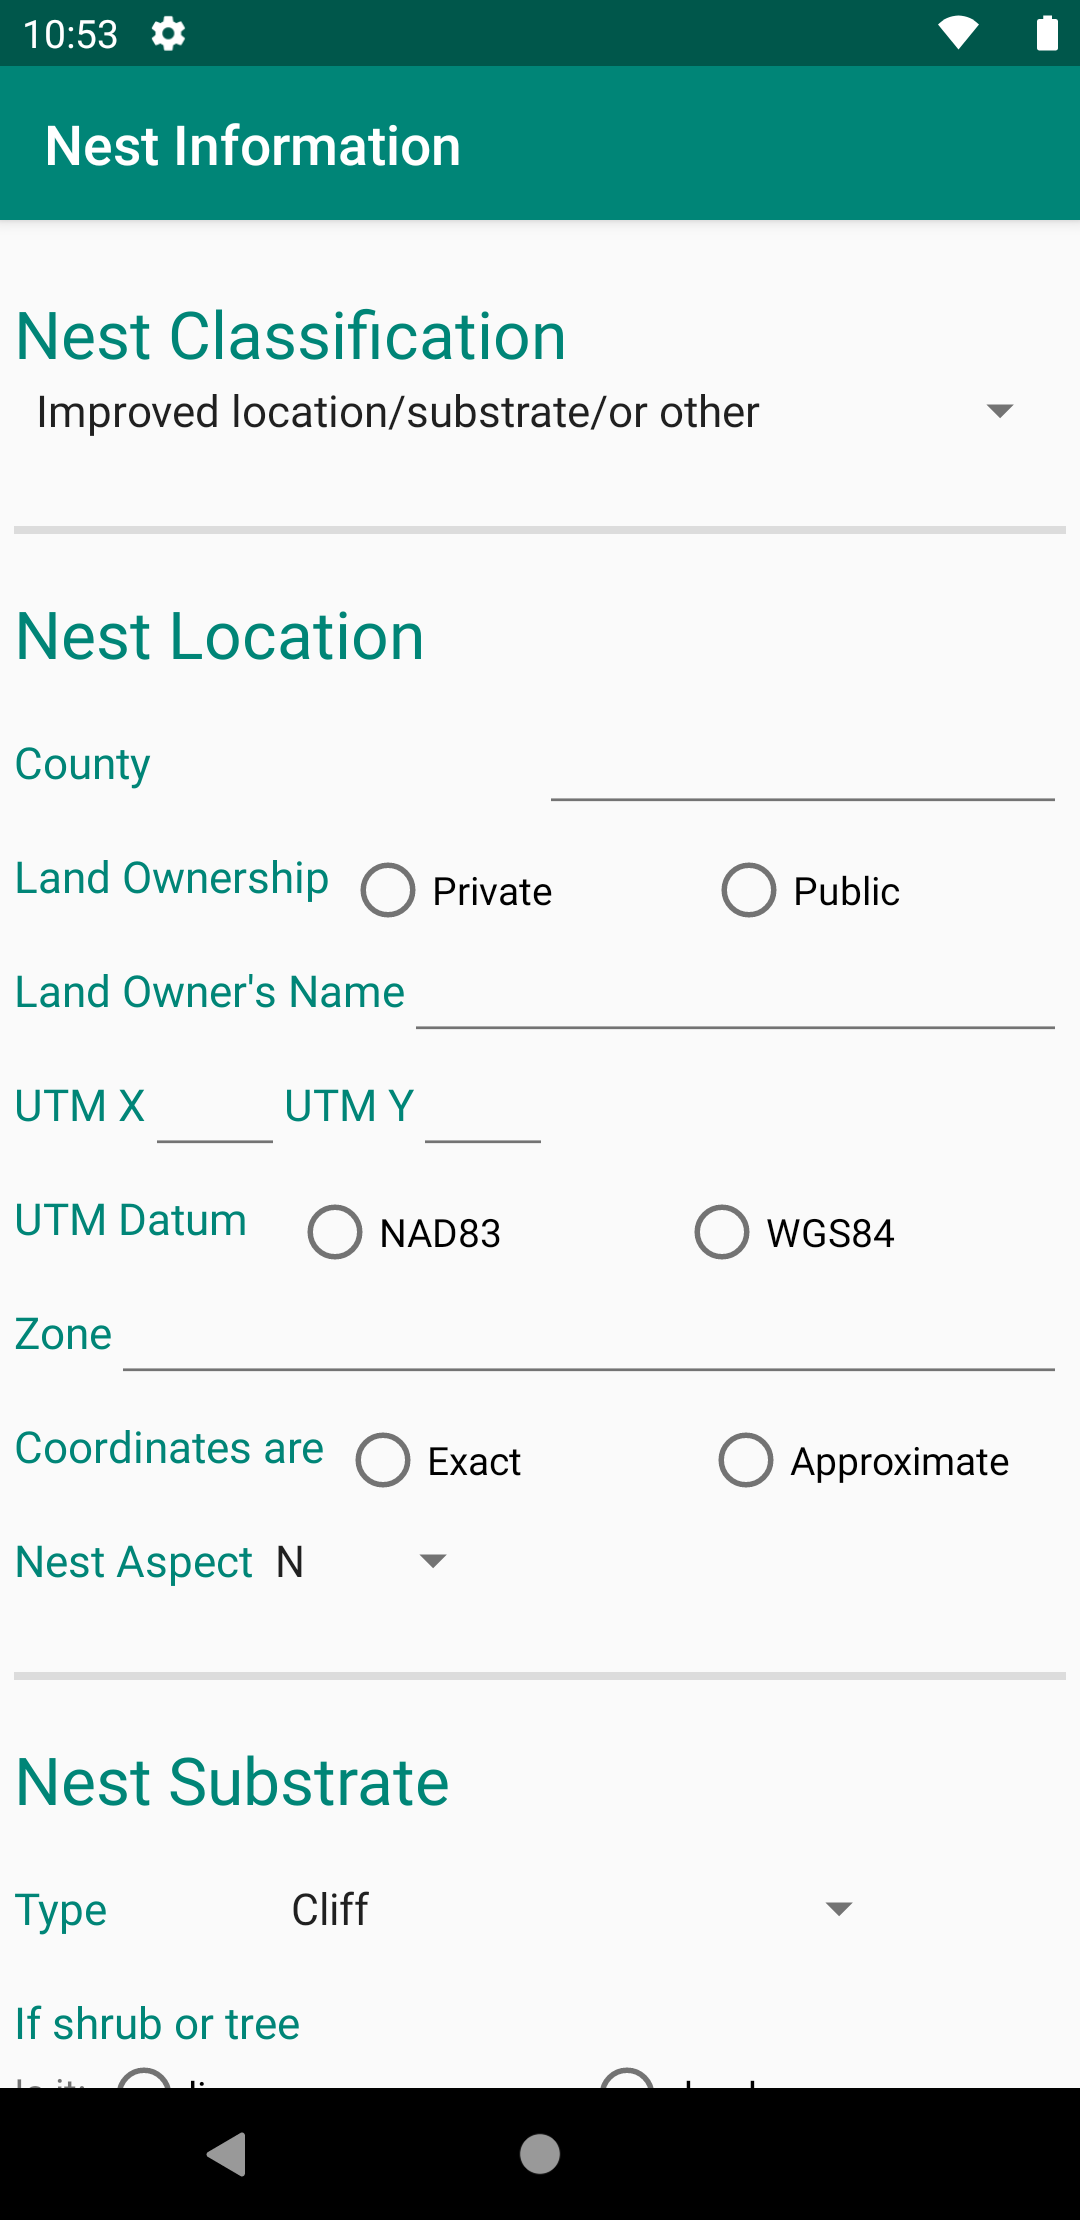 10:53
Nest Information
Nest Classification
Improved location/substrate/or other
Nest Location
County
Land Ownership Private Public
Land Owner's Name
UTM X UTM Y
UTM Datum NAD83 WGS84
Zone
Coordinates are Exact Approximate
Nest Aspect N
Nest Substrate
Type Cliff
If shrub or tree